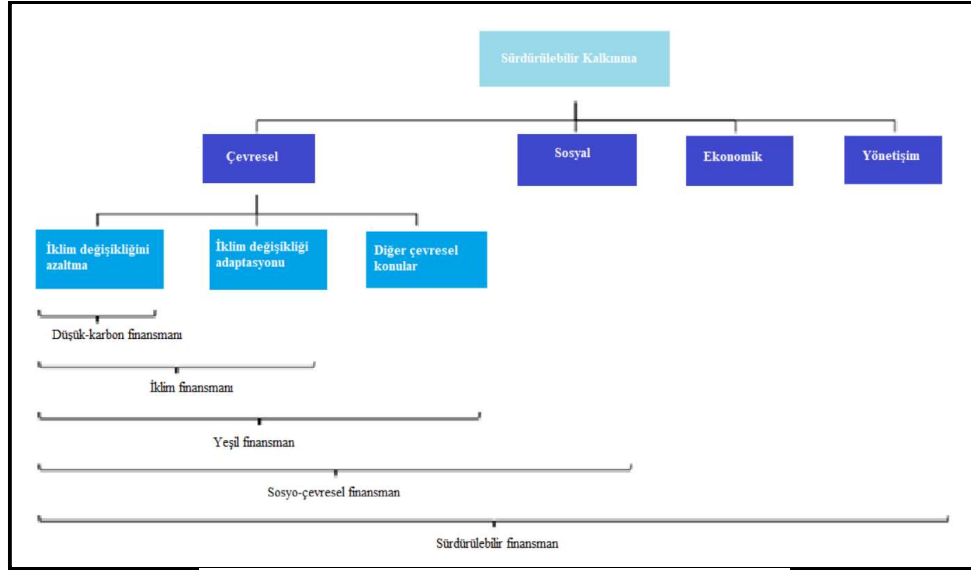 Sürdürülebilir Kalkınma
Çevresel
Sosyal
Ekonomik
Yönetişim
İklim değişikliğini
azaltma
İklim değişikliği
adaptasyonu
Diğer çevresel
konular
Düşük-karbon finansmanı
İklim finansmanı
Yeşil finansman
Sosyo-çevresel finansman
Sürdürülebilir finansman